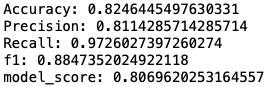 Accuracy: 0.8246445497630331
Precision: 0.8114285714285714
Recall: 0.9726027397260274
f1: 0.8847352024922118
model_score: 0.8069620253164557